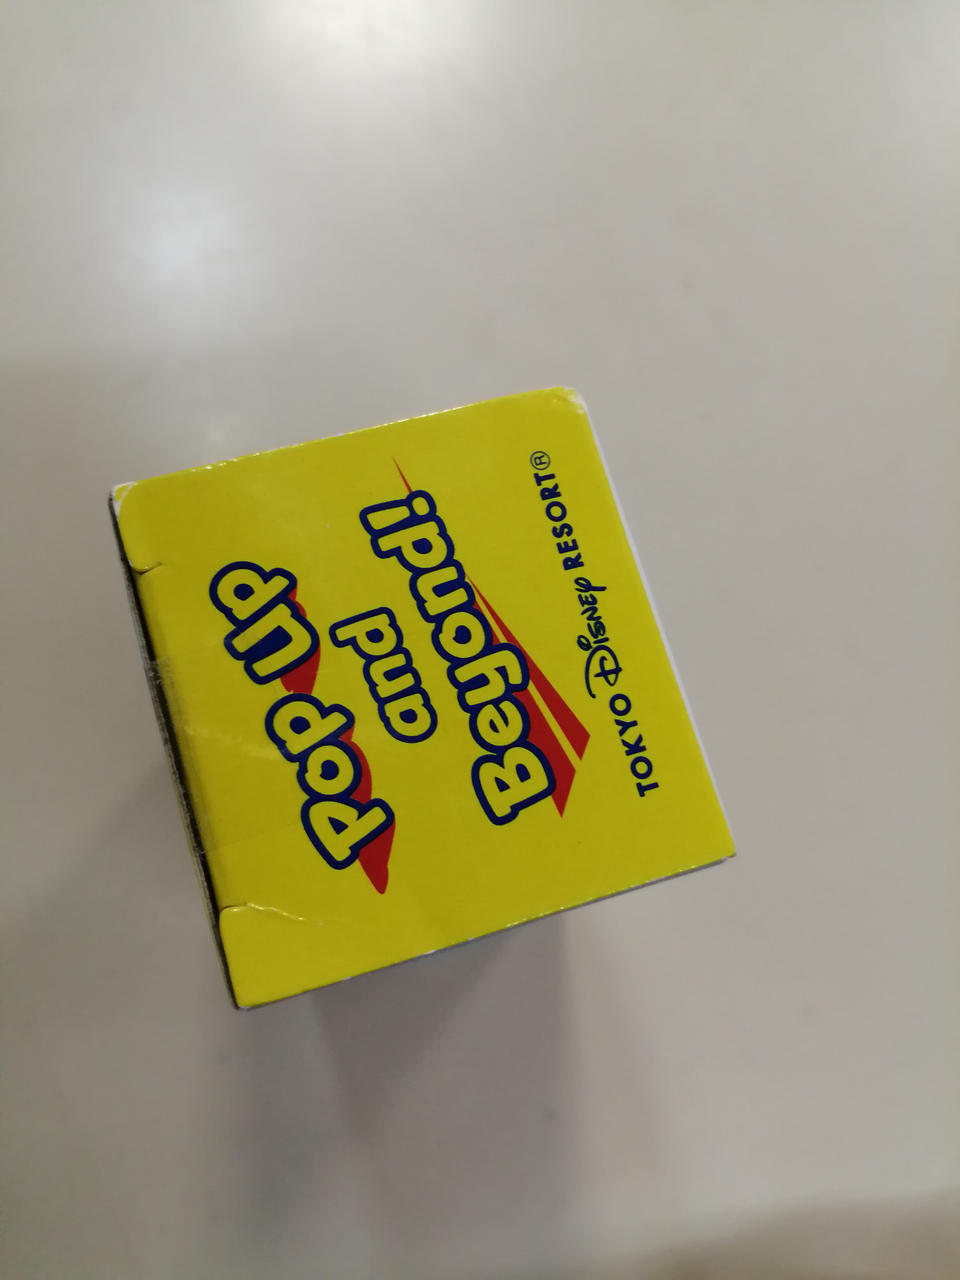 Pop Up
and
Beyond!
TOKYO Disney RESORT®